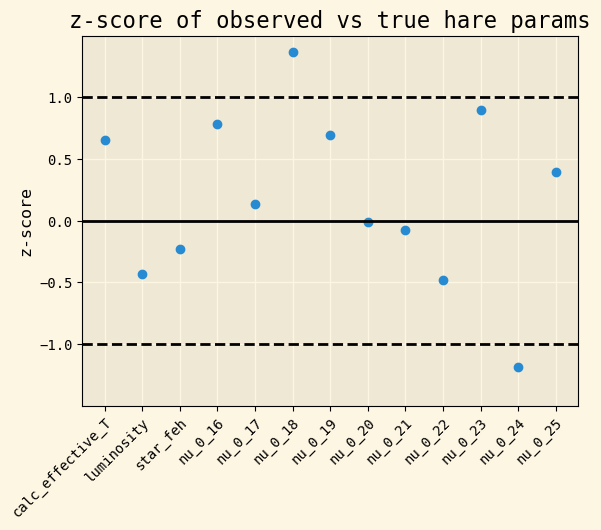 z-score of observed vs true hare params
z-score
1.0
0.5
0.0
−0.5
−1.0
calc_effective_T
luminosity
star_feh
nu_0_16
nu_0_17
nu_0_18
nu_0_19
nu_0_20
nu_0_21
nu_0_22
nu_0_23
nu_0_24
nu_0_25